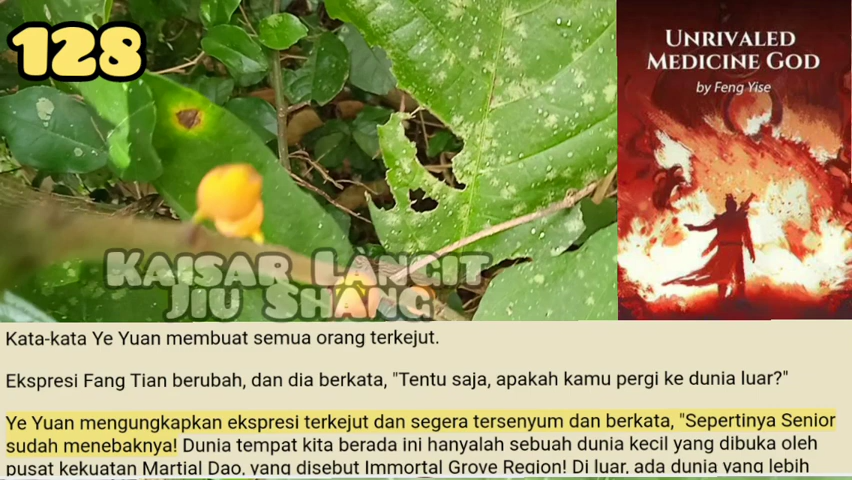 128
UNRIVALED
MEDICINE GOD
by Feng Yise
KAISAR LANGIT
JIU SHANG
Kata-kata Ye Yuan membuat semua orang terkejut.
Ekspresi Fang Tian berubah, dan dia berkata, "Tentu saja, apakah kamu pergi ke dunia luar?"
Ye Yuan mengungkapkan ekspresi terkejut dan segera tersenyum dan berkata, "Sepertinya Senior
sudah menebaknya! Dunia tempat kita berada ini hanyalah sebuah dunia kecil yang dibuka oleh
pusat kekuatan Martial Dao, yang disebut Immortal Grove Region! Di luar, ada dunia yang lebih